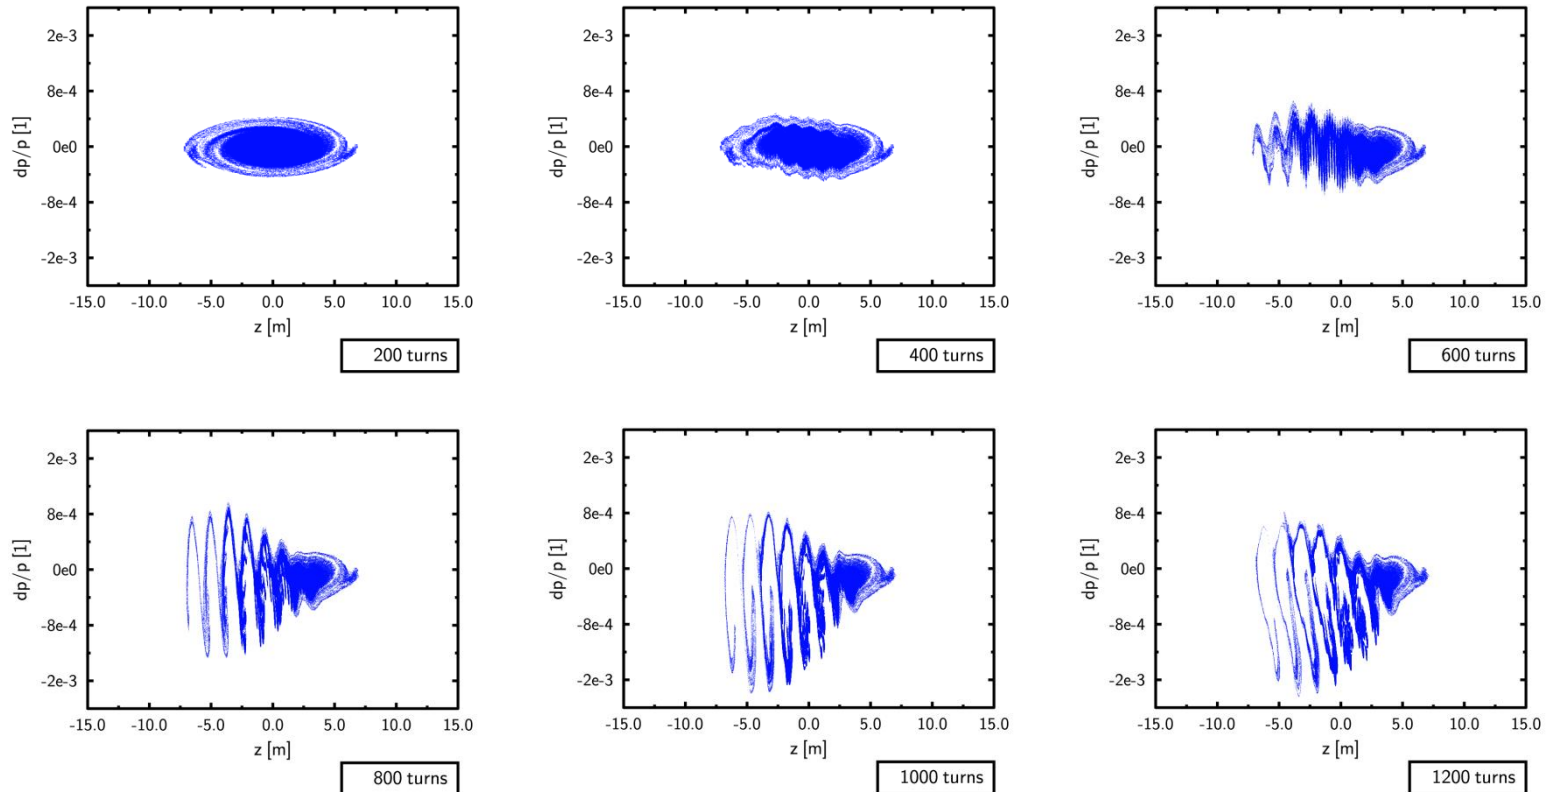 2e-3
8e-4
0e0
-8e-4
-2e-3
dp/p [1]
-15.0 -10.0 -5.0 0.0 5.0 10.0 15.0
z [m]
200 turns
2e-3
8e-4
0e0
-8e-4
-2e-3
dp/p [1]
-15.0 -10.0 -5.0 0.0 5.0 10.0 15.0
z [m]
400 turns
2e-3
8e-4
0e0
-8e-4
-2e-3
dp/p [1]
-15.0 -10.0 -5.0 0.0 5.0 10.0 15.0
z [m]
600 turns
2e-3
8e-4
0e0
-8e-4
-2e-3
dp/p [1]
-15.0 -10.0 -5.0 0.0 5.0 10.0 15.0
z [m]
800 turns
2e-3
8e-4
0e0
-8e-4
-2e-3
dp/p [1]
-15.0 -10.0 -5.0 0.0 5.0 10.0 15.0
z [m]
1000 turns
2e-3
8e-4
0e0
-8e-4
-2e-3
dp/p [1]
-15.0 -10.0 -5.0 0.0 5.0 10.0 15.0
z [m]
1200 turns